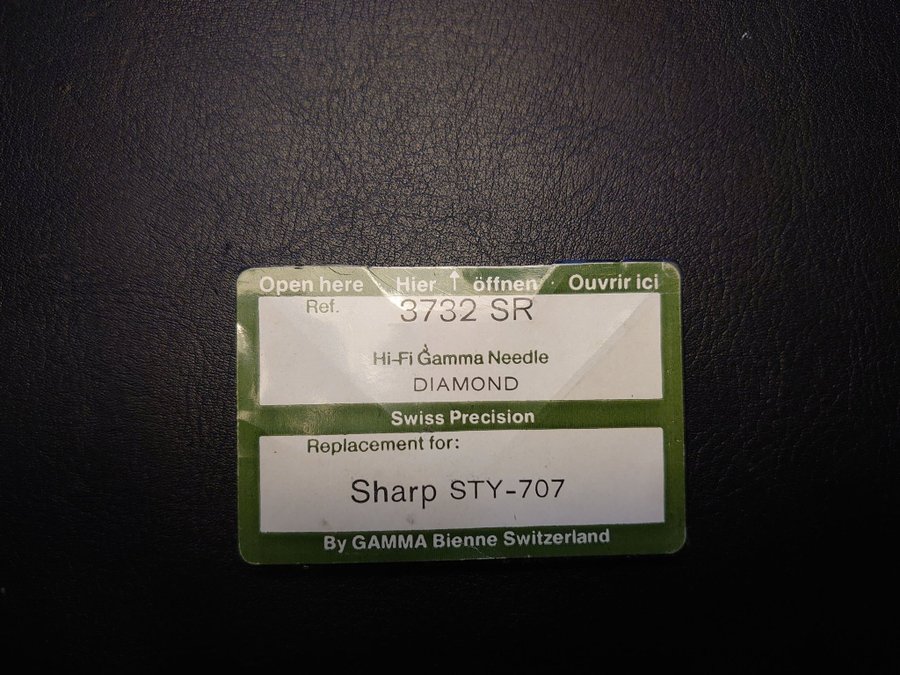 Open here Hier ↑ öffnen Ouvrir ici
Ref. 3732 SR
Hi-Fi Gamma Needle
DIAMOND
Swiss Precision
Replacement for:
Sharp STY-707
By GAMMA Bienne Switzerland